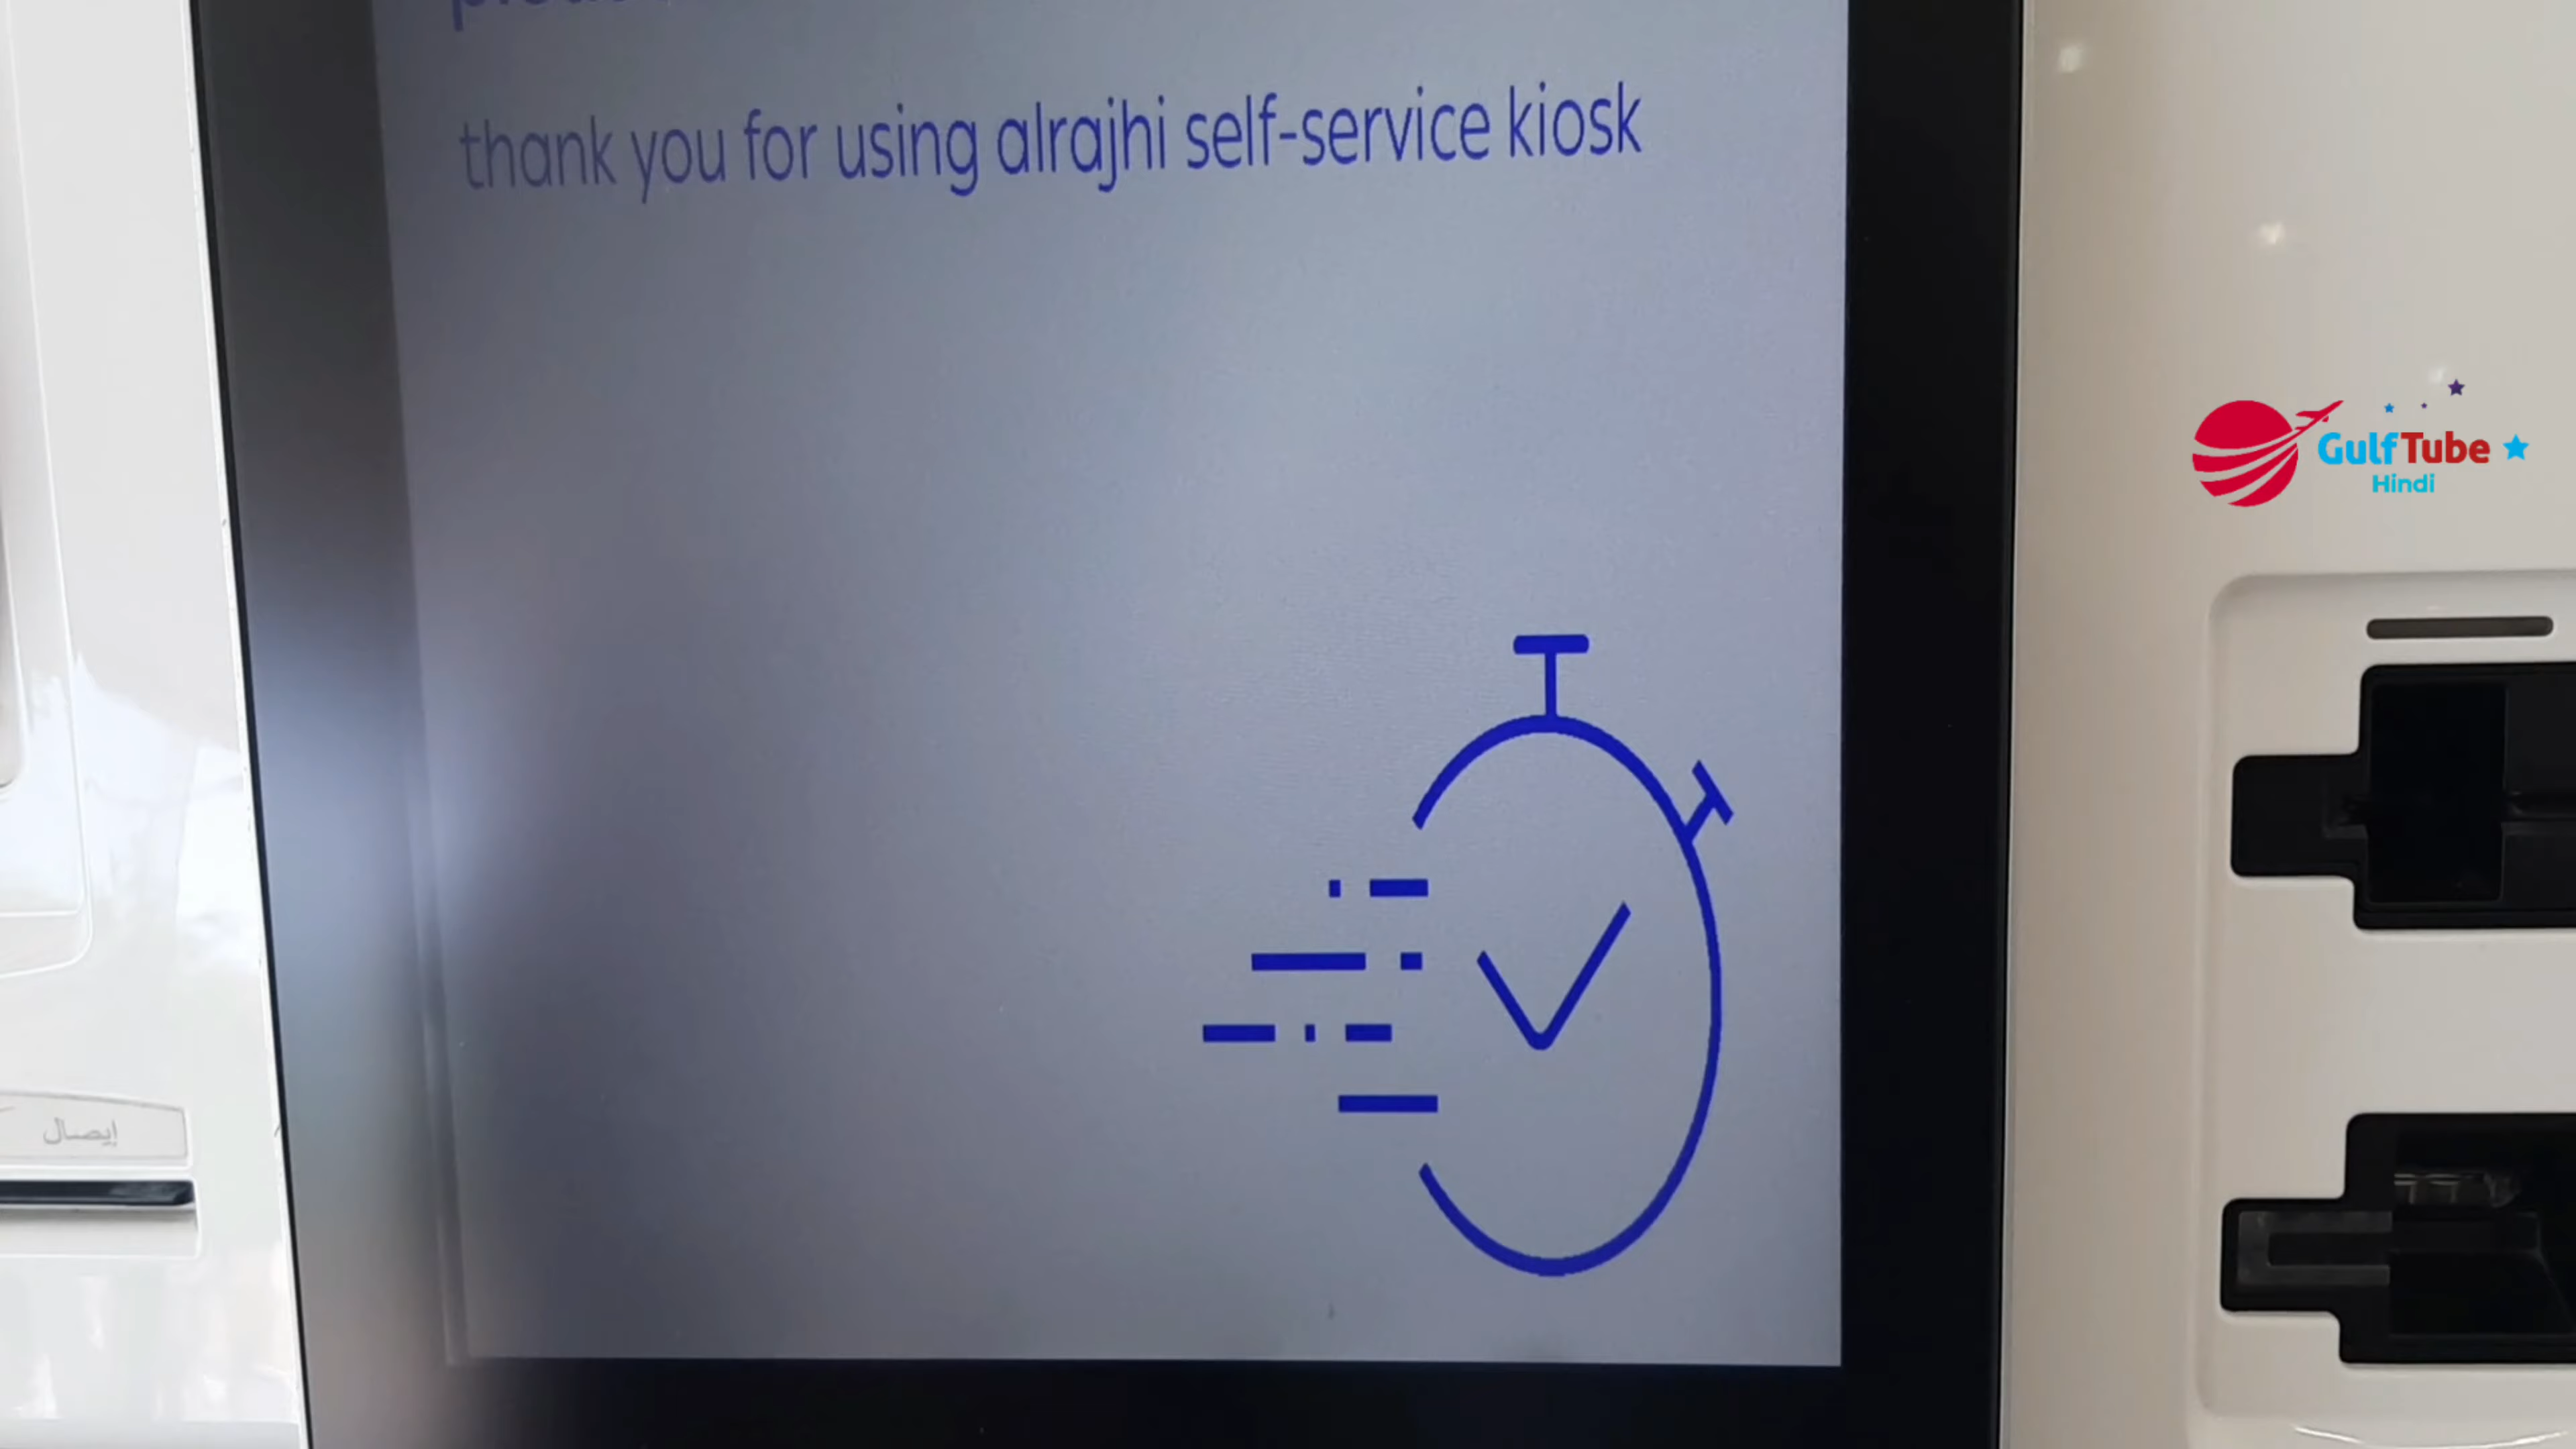 thank you for using alrajhi self-service kiosk
GulfTube
Hindi
إيصال